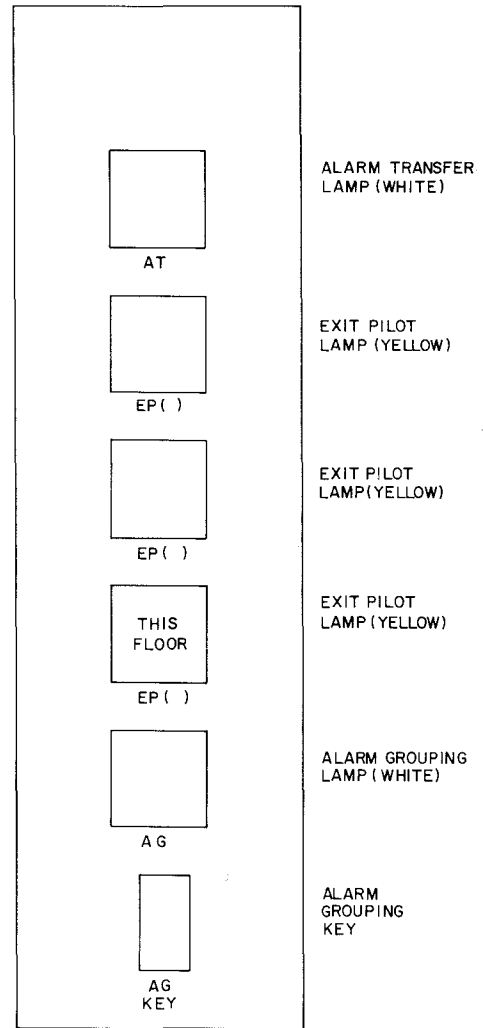 ALARM TRANSFER
LAMP (WHITE)
AT
EXIT PILOT
LAMP (YELLOW)
EP( )
EXIT PILOT
LAMP(YELLOW)
EP( )
THIS
FLOOR
EXIT PILOT
LAMP (YELLOW)
EP( )
ALARM GROUPING
LAMP (WHITE)
AG
ALARM
GROUPING
KEY
AG
KEY